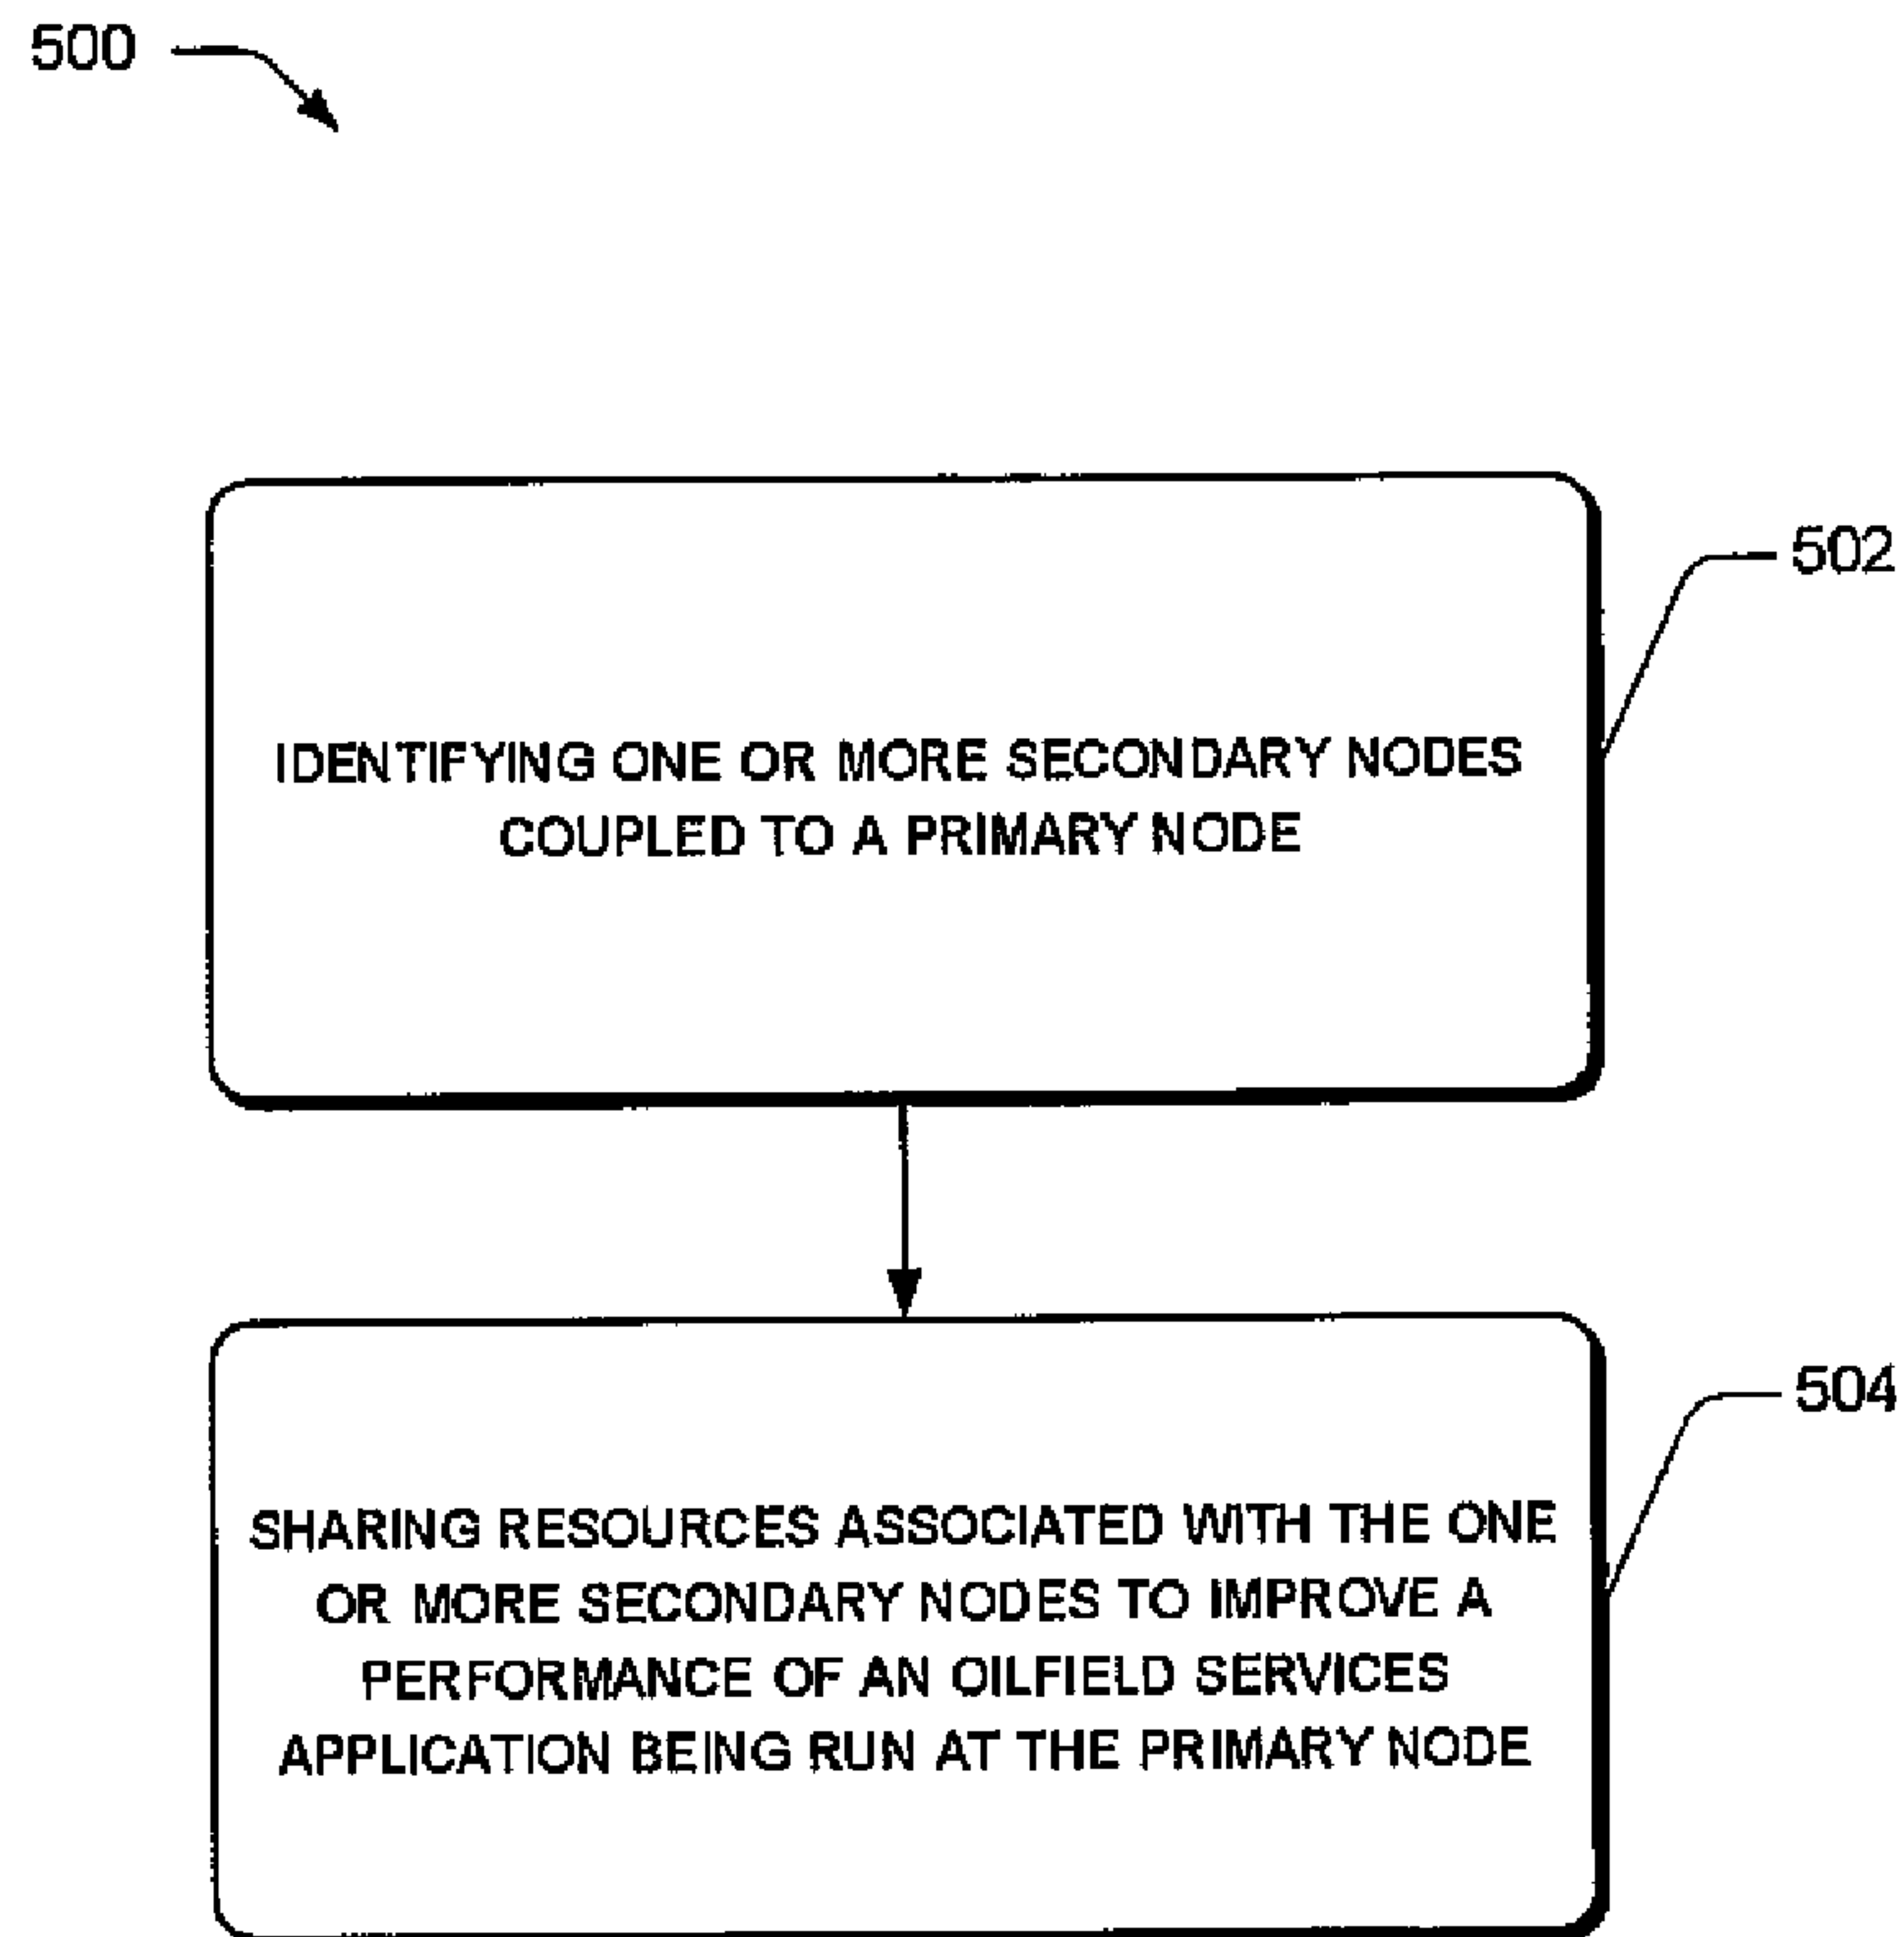 500
502
IDENTIFYING ONE OR MORE SECONDARY NODES
COUPLED TO A PRIMARY NODE
504
SHARING RESOURCES ASSOCIATED WITH THE ONE
OR MORE SECONDARY NODES TO IMPROVE A
PERFORMANCE OF AN OILFIELD SERVICES
APPLICATION BEING RUN AT THE PRIMARY NODE